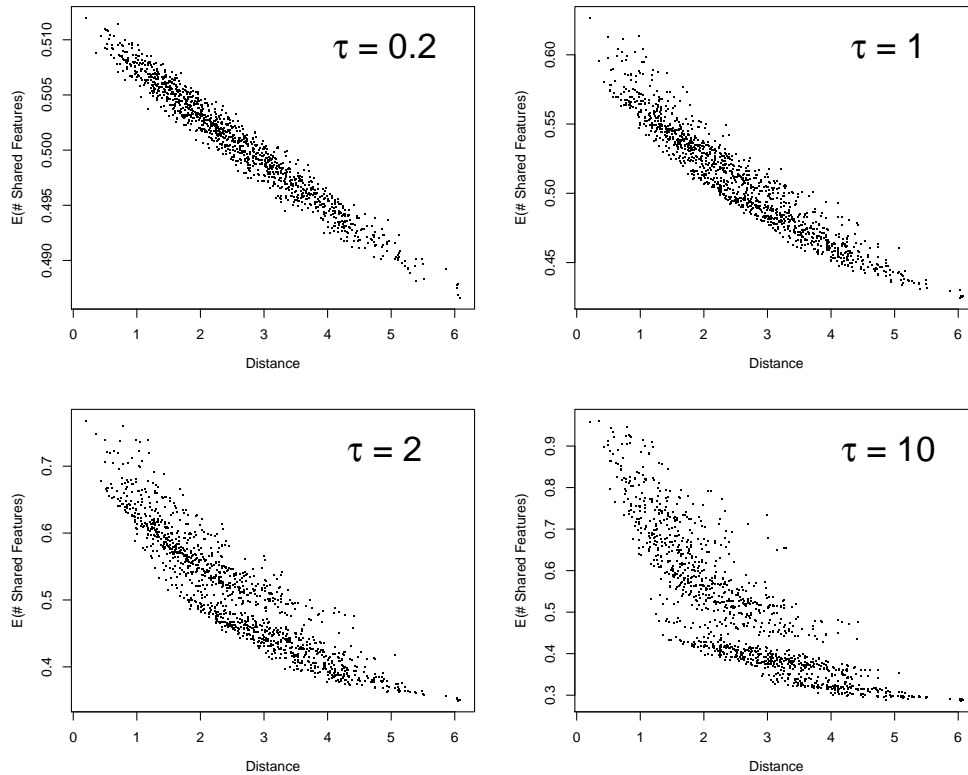 τ = 0.2
E(# Shared Features)
0.510
0.505
0.500
0.495
0.490
0 1 2 3 4 5 6
Distance
τ = 1
E(# Shared Features)
0.60
0.55
0.50
0.45
0 1 2 3 4 5 6
Distance
τ = 2
E(# Shared Features)
0.7
0.6
0.5
0.4
0 1 2 3 4 5 6
Distance
τ = 10
E(# Shared Features)
0.9
0.8
0.7
0.6
0.5
0.4
0.3
0 1 2 3 4 5 6
Distance